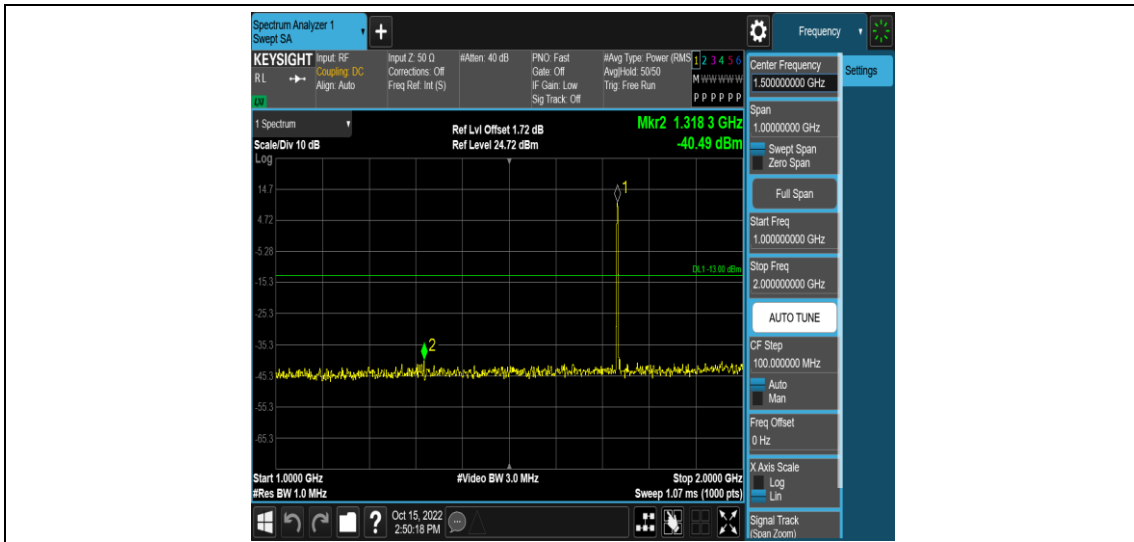 Spectrum Analyzer 1
Swept SA
+
Frequency
KEYSIGHT
RL
LM
Input: RF
Coupling: DC
Align: Auto
Input Z: 50 Ω
Corrections: Off
Freq Ref: Int (S)
#Atten: 40 dB
PNO: Fast
Gate: Off
IF Gain: Low
Sig Track: Off
#Avg Type: Power (RMS
Avg|Hold: 50/50
Trig: Free Run
1 2 3 4 5 6
M W W W W W
P P P P P P
1 Spectrum
Scale/Div 10 dB
Log
Ref Lvl Offset 1.72 dB
Ref Level 24.72 dBm
Mkr2 1.318 3 GHz
-40.49 dBm
14.7
4.72
-5.28
-15.3
-25.3
-35.3
-45.3
-55.3
-65.3
1
DL1 -13.00 dBm
2
Start 1.0000 GHz
#Res BW 1.0 MHz
#Video BW 3.0 MHz
Stop 2.0000 GHz
Sweep 1.07 ms (1000 pts)
?
Oct 15, 2022
2:50:18 PM
Center Frequency
1.500000000 GHz
Settings
Span
1.00000000 GHz
Swept Span
Zero Span
Full Span
Start Freq
1.000000000 GHz
Stop Freq
2.000000000 GHz
AUTO TUNE
CF Step
100.000000 MHz
Auto
Man
Freq Offset
0 Hz
X Axis Scale
Log
Lin
Signal Track
(Span Zoom)